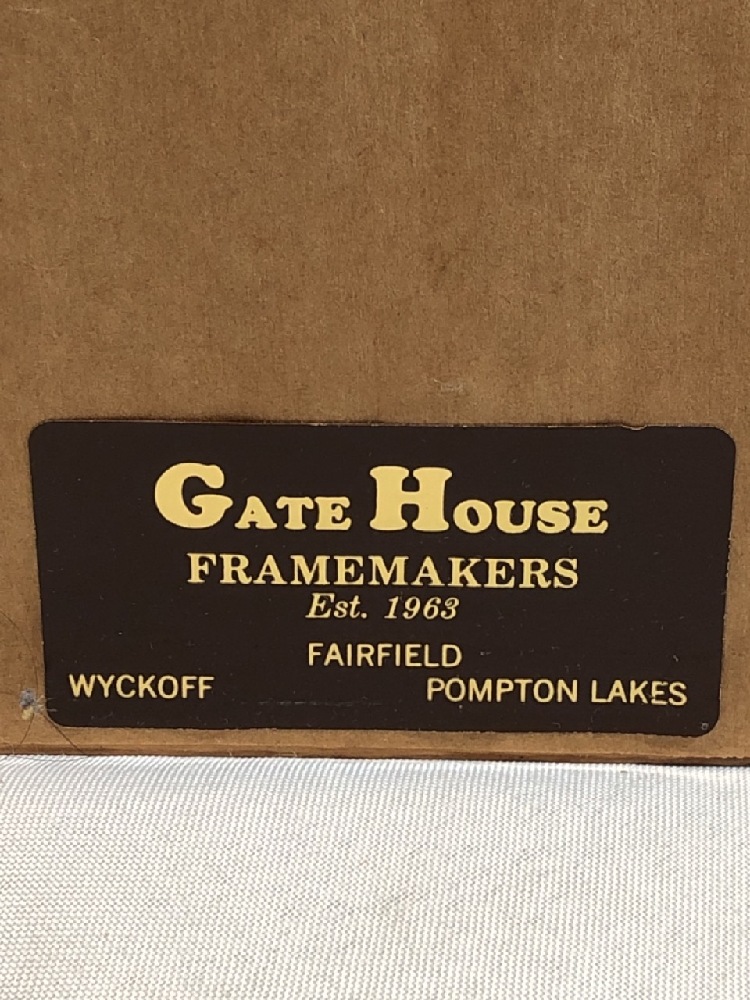 GATE HOUSE
FRAMEMAKERS
Est. 1963
FAIRFIELD
WYCKOFF POMPTON LAKES